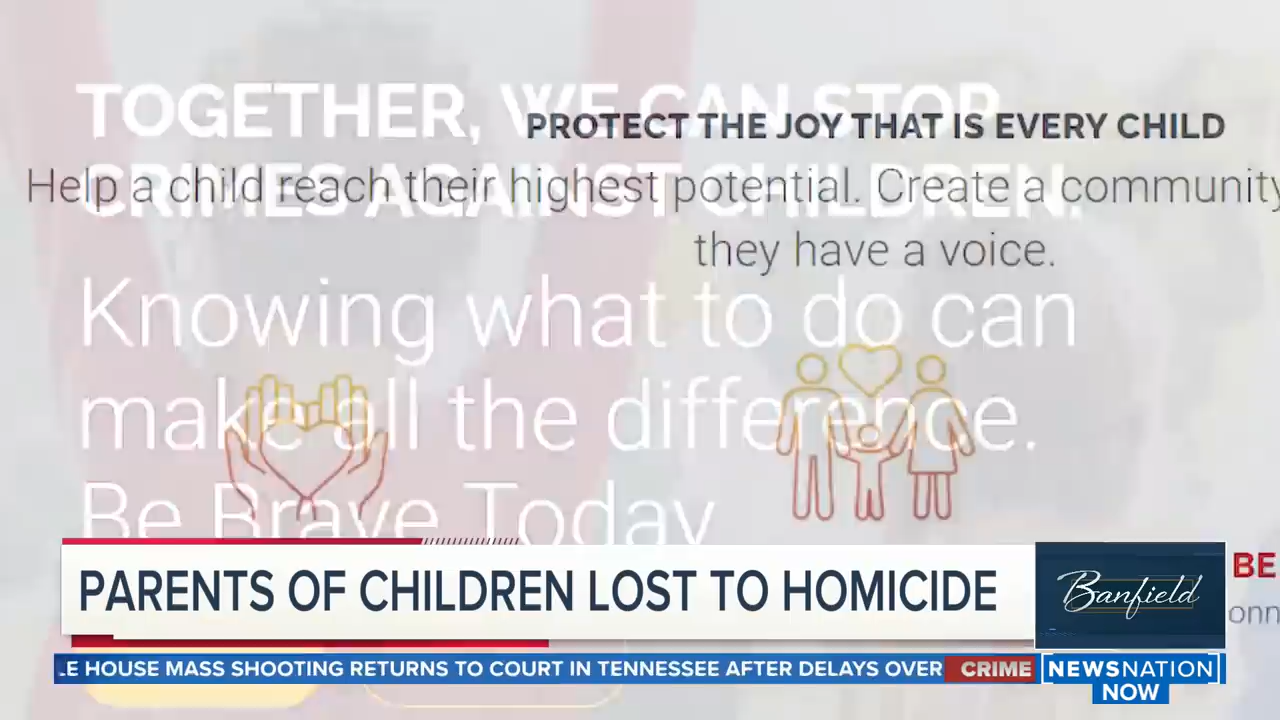 TOGETHER, WE CAN STOP
PROTECT THE JOY THAT IS EVERY CHILD
CRIMES AGAINST CHILDREN.
Help a child reach their highest potential. Create a community
they have a voice.
Knowing what to do can
make all the difference.
Be Brave Today
PARENTS OF CHILDREN LOST TO HOMICIDE
Banfield
BE
onn
LE HOUSE MASS SHOOTING RETURNS TO COURT IN TENNESSEE AFTER DELAYS OVER
CRIME
NEWSNATION
NOW